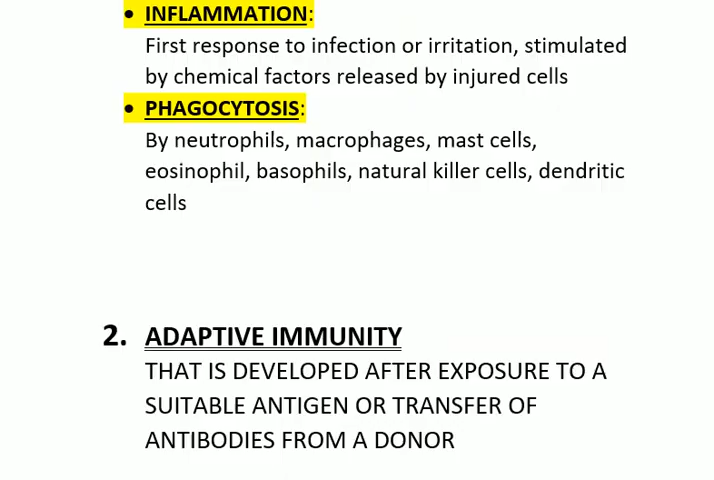 • INFLAMMATION:
First response to infection or irritation, stimulated
by chemical factors released by injured cells
• PHAGOCYTOSIS:
By neutrophils, macrophages, mast cells,
eosinophil, basophils, natural killer cells, dendritic
cells
2. ADAPTIVE IMMUNITY
THAT IS DEVELOPED AFTER EXPOSURE TO A
SUITABLE ANTIGEN OR TRANSFER OF
ANTIBODIES FROM A DONOR